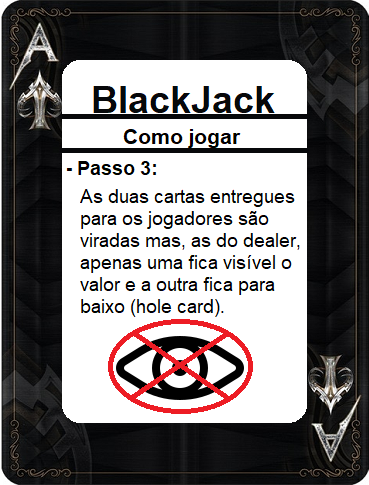 A
BlackJack
Como jogar
- Passo 3:
As duas cartas entregues
para os jogadores são
viradas mas, as do dealer,
apenas uma fica visível o
valor e a outra fica para
baixo (hole card).
A